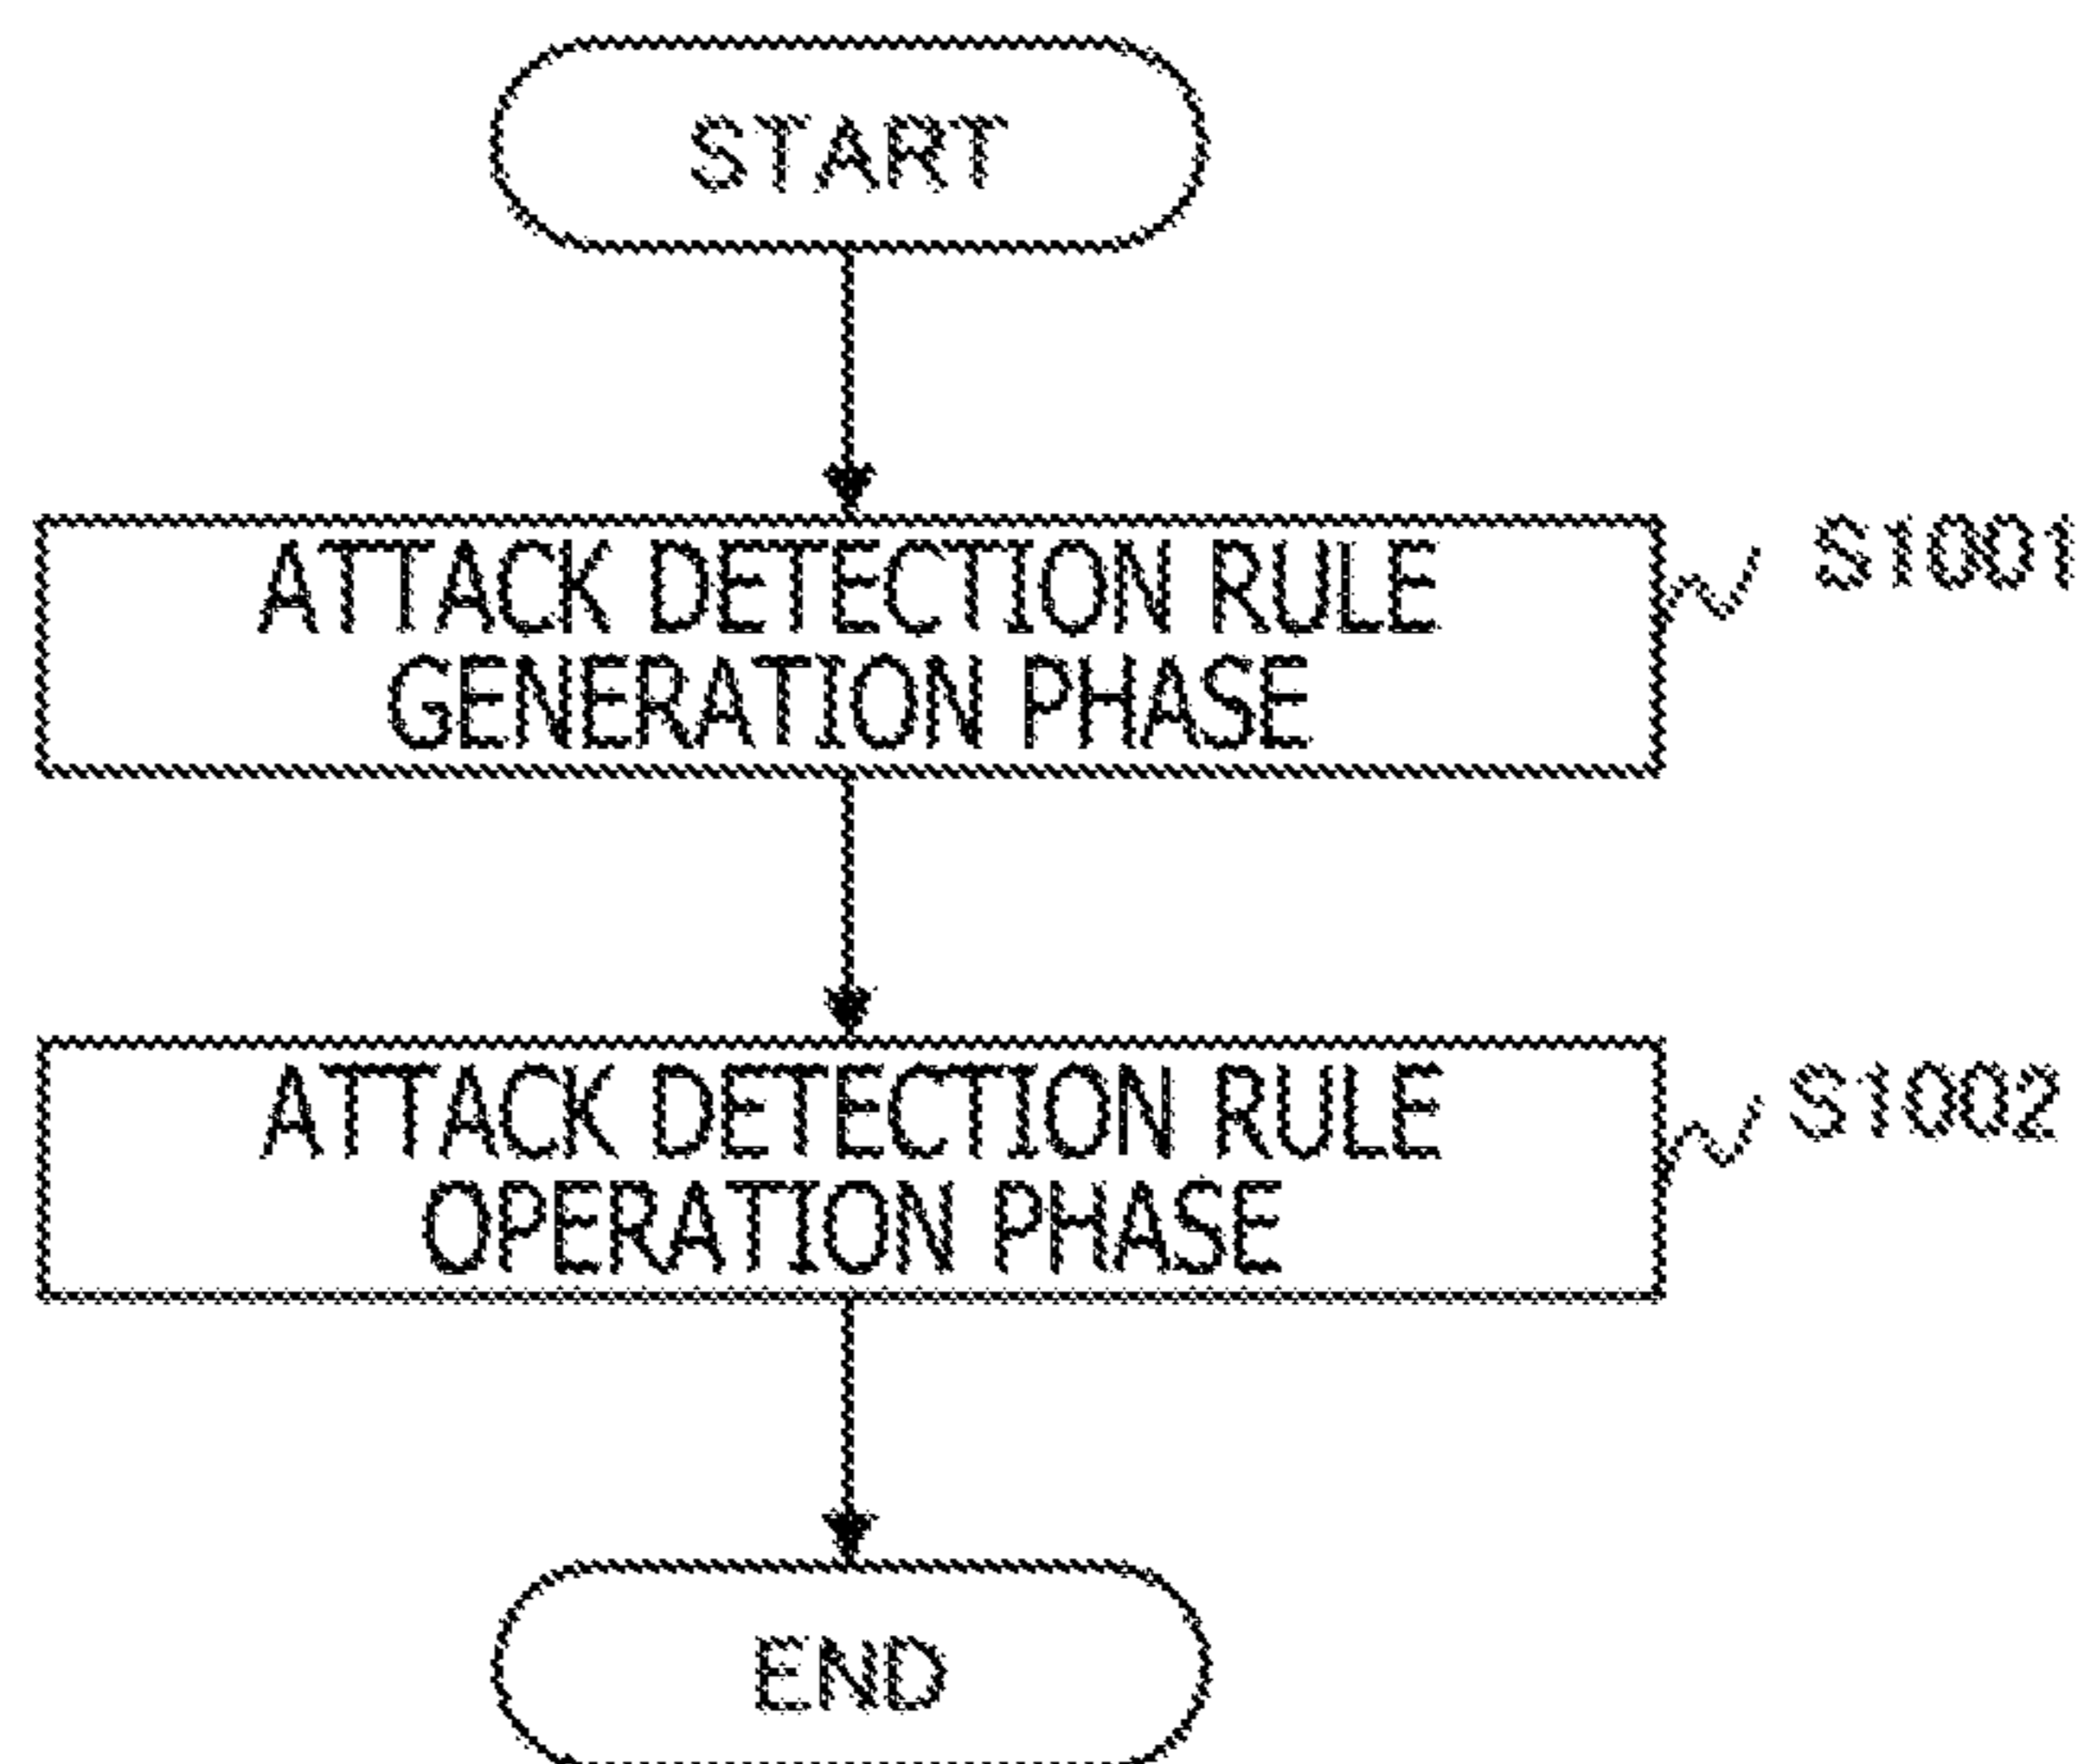 START
ATTACK DETECTION RULE
GENERATION PHASE
S1001
ATTACK DETECTION RULE
OPERATION PHASE
S1002
END